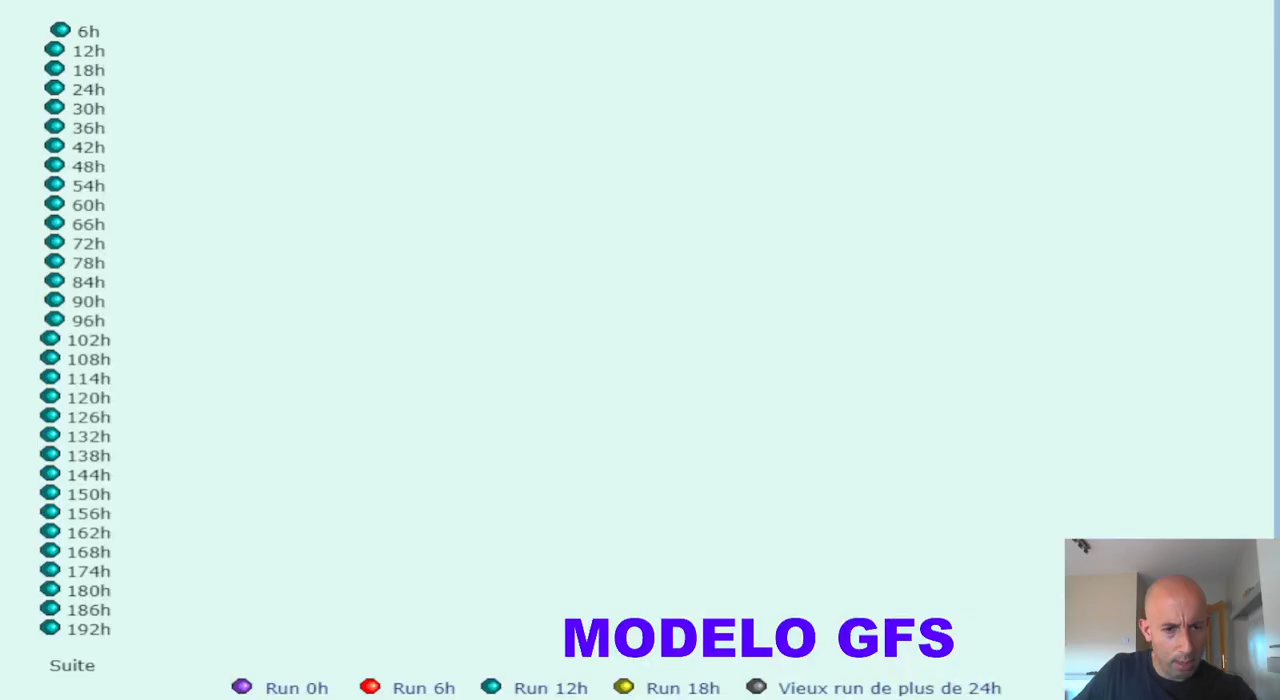 6h
12h
18h
24h
30h
36h
42h
48h
54h
60h
66h
72h
78h
84h
90h
96h
102h
108h
114h
120h
126h
132h
138h
144h
150h
156h
162h
168h
174h
180h
186h
192h
Suite
MODELO GFS
Run 0h Run 6h Run 12h Run 18h Vieux run de plus de 24h